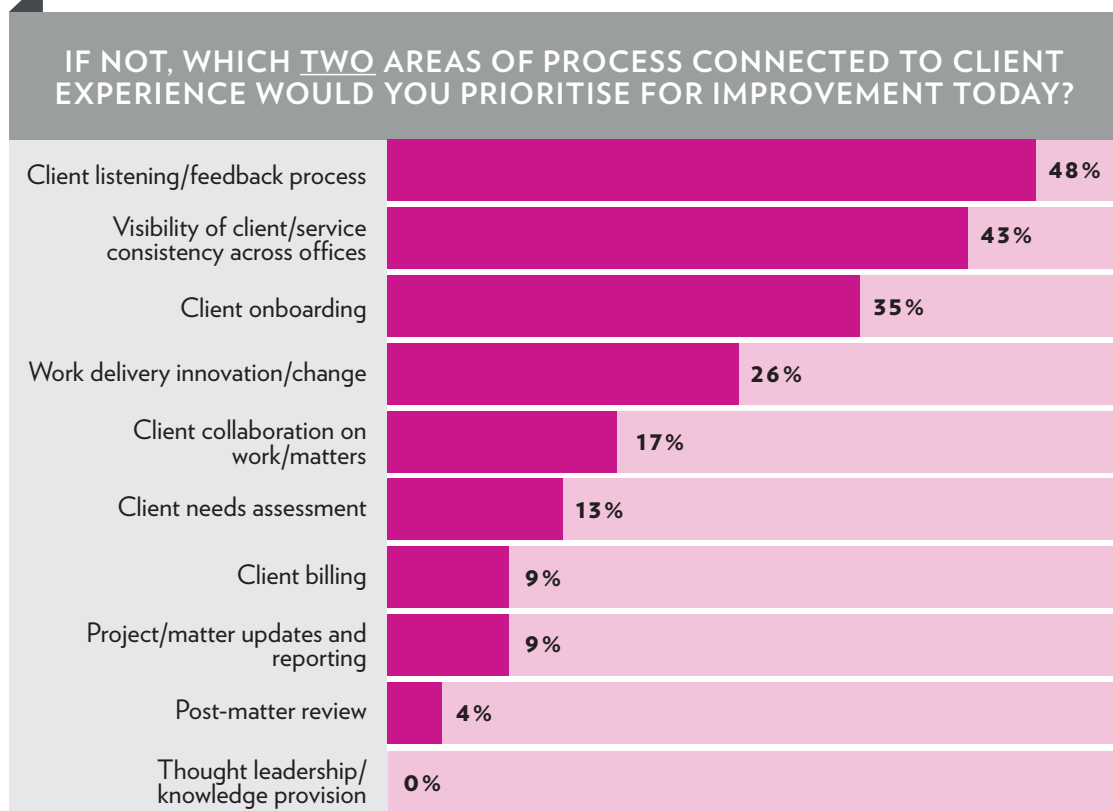 IF NOT, WHICH TWO AREAS OF PROCESS CONNECTED TO CLIENT
EXPERIENCE WOULD YOU PRIORITISE FOR IMPROVEMENT TODAY?
Client listening/feedback process
48%
Visibility of client/service
consistency across offices
43%
Client onboarding
35%
Work delivery innovation/change
26%
Client collaboration on
work/matters
17%
Client needs assessment
13%
Client billing
9%
Project/matter updates and
reporting
9%
Post-matter review
4%
Thought leadership/
knowledge provision
0%